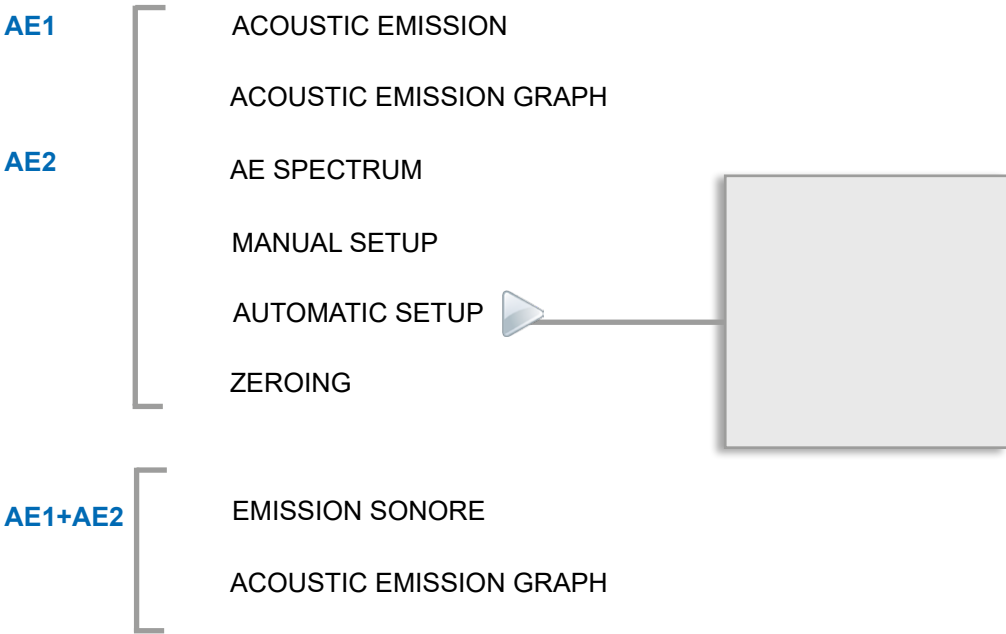 AE1
ACOUSTIC EMISSION
ACOUSTIC EMISSION GRAPH
AE2
AE SPECTRUM
MANUAL SETUP
AUTOMATIC SETUP
ZEROING
AE1+AE2
EMISSION SONORE
ACOUSTIC EMISSION GRAPH